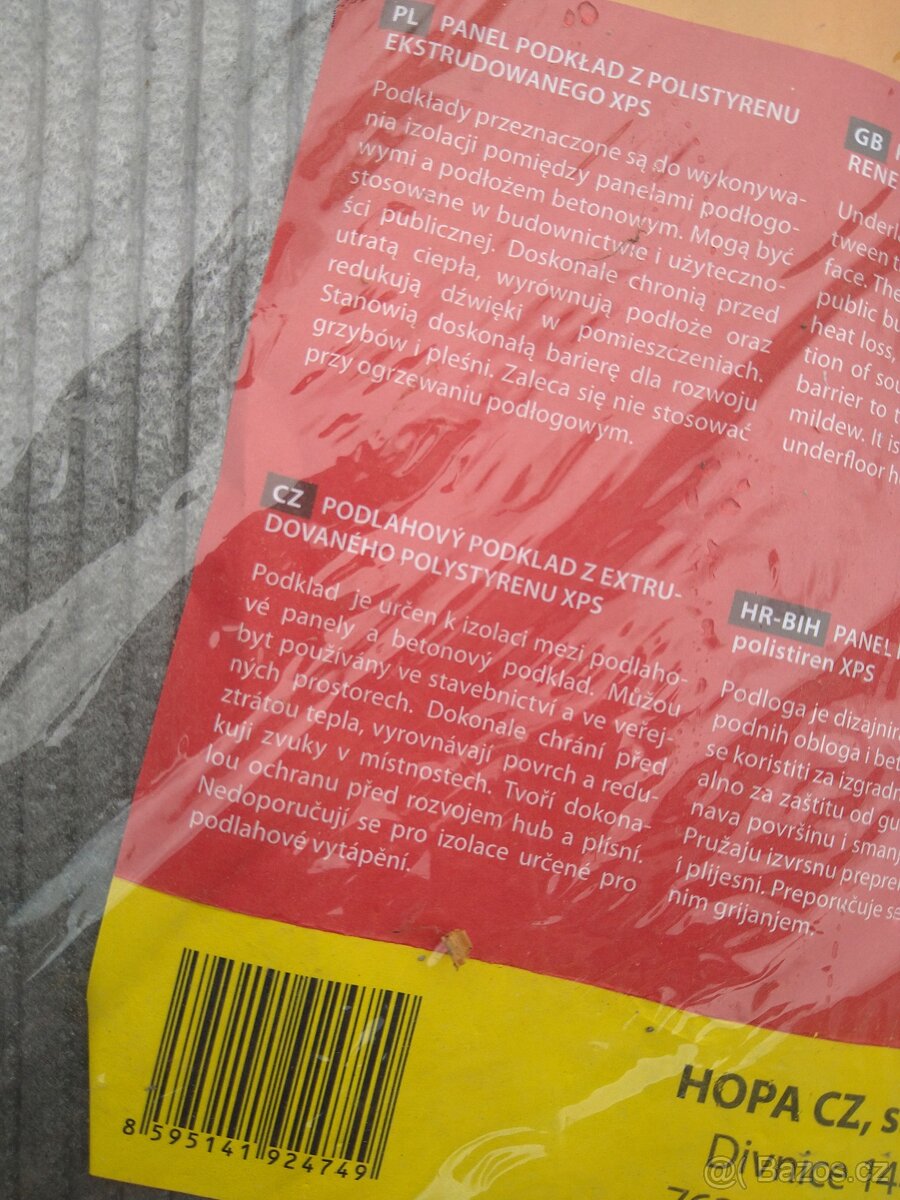 PL PANEL PODKŁAD Z POLISTYRENU
EKSTRUDOWANEGO XPS
Podkłady przeznaczone są do wykonywa-
nia izolacji pomiędzy panelami podłogo-
wymi a podłożem betonowym. Mogą być
stosowane w budownictwie i użyteczno-
ści publicznej. Doskonale chronią przed
utratą ciepła, wyrównują podłoże oraz
redukują dźwięki w pomieszczeniach.
Stanowią doskonałą barierę dla rozwoju
grzybów i pleśni. Zaleca się nie stosować
przy ogrzewaniu podłogowym.
GB
RENE
Underl
tween t
face. The
public bu
heat loss,
tion of sou
barrier to t
mildew. It is
underfloor h
CZ PODLAHOVÝ PODKLAD Z EXTRU-
DOVANÉHO POLYSTYRENU XPS
Podklad je určen k izolaci mezi podlaho-
vé panely a betonový podklad. Můžou
být používány ve stavebnictví a ve veřej-
ných prostorech. Dokonale chrání před
ztrátou tepla, vyrovnávají povrch a redu-
kují zvuky v místnostech. Tvoří dokona-
lou ochranu před rozvojem hub a plísní.
Nedoporučují se pro izolace určené pro
podlahové vytápění.
HR-BIH PANEL
polistiren XPS
Podloga je dizajnira
podnih obloga i bet
se koristiti za izgradn
alno za zaštitu od gu
nava površinu i smanj
Pružaju izvrsnu prepre
i plijesni. Preporučuje se
nim grijanjem.
8 595141 924749
HOPA CZ, s
Divnice 14
763
@ Bazos.cz